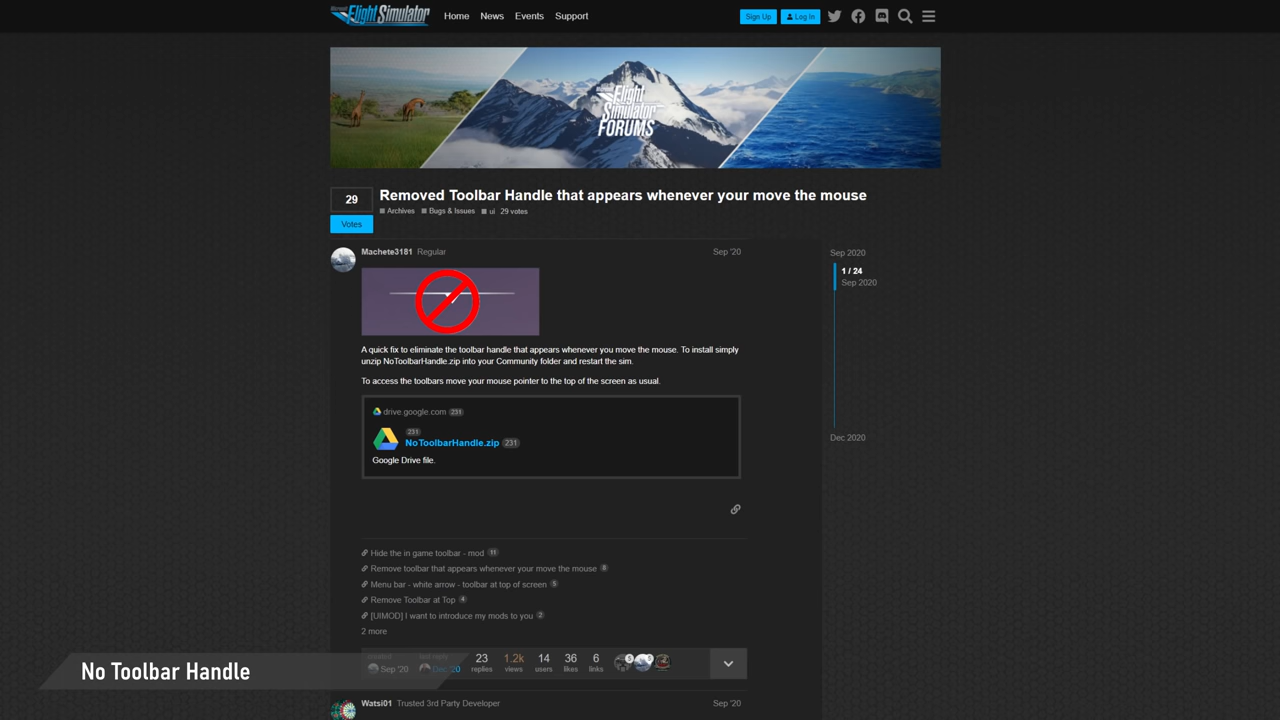 Microsoft
Flight Simulator
Home News Events Support
Sign Up Log In
Flight
Simulator
FORUMS
29
Votes
Removed Toolbar Handle that appears whenever your move the mouse
Archives Bugs & Issues ui 29 votes
Machete3181 Regular Sep '20
A quick fix to eliminate the toolbar handle that appears whenever you move the mouse. To install simply
unzip NoToolbarHandle.zip into your Community folder and restart the sim.
To access the toolbars move your mouse pointer to the top of the screen as usual.
drive.google.com 231
231
NoToolbarHandle.zip 231
Google Drive file.
Sep 2020
1 / 24
Sep 2020
Dec 2020
Hide the in game toolbar - mod 11
Remove toolbar that appears whenever your move the mouse 8
Menu bar - white arrow - toolbar at top of screen 5
Remove Toolbar at Top 4
[UIMOD] I want to introduce my mods to you 2
2 more
created
Sep '20
last reply
Dec '20
23
replies
1.2k
views
14
users
36
likes
6
links
No Toolbar Handle
Watsi01 Trusted 3rd Party Developer Sep '20